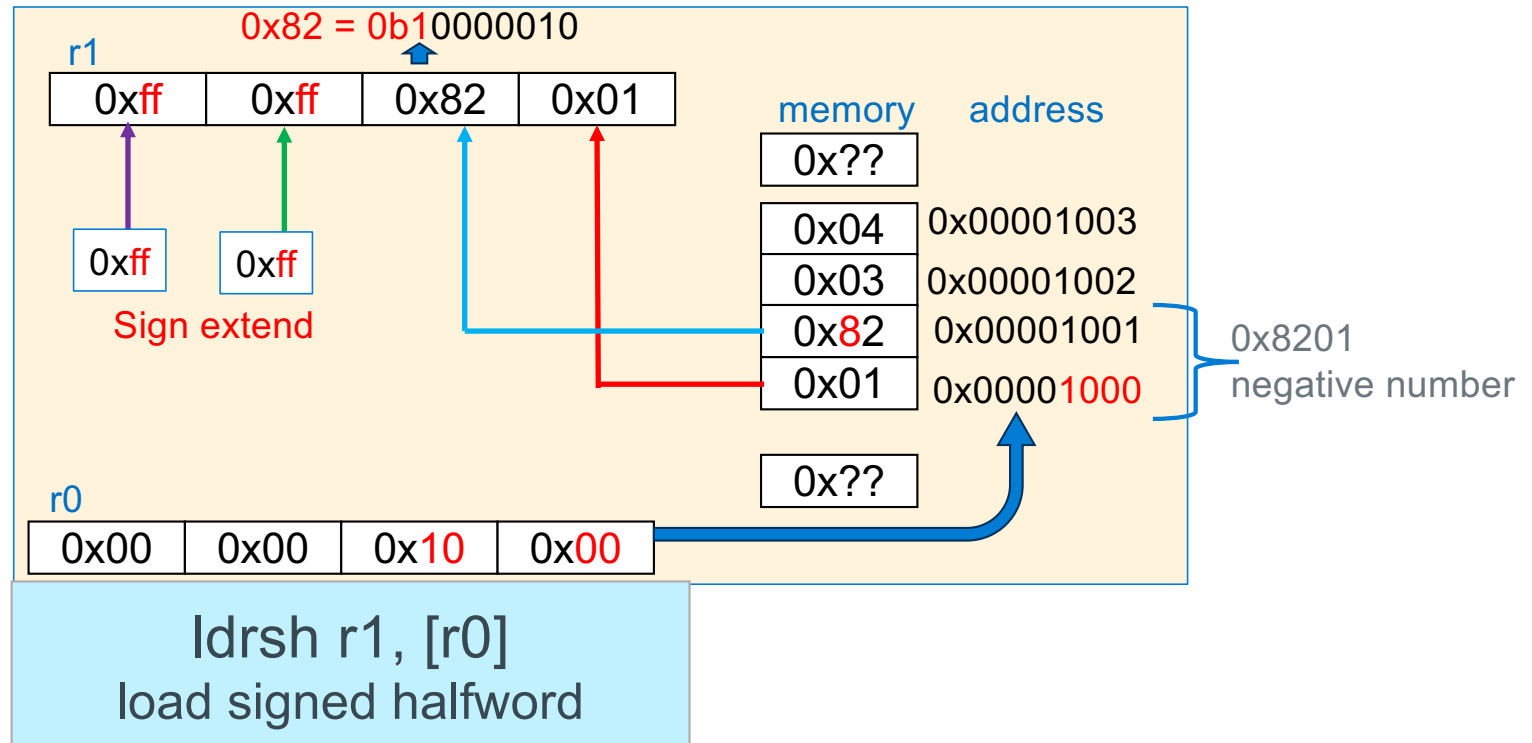 0x82 = 0b10000010
r1
0xff 0xff 0x82 0x01
memory address
0x??
0x04 0x00001003
0xff 0xff
0x03 0x00001002
Sign extend
0x82 0x00001001
0x8201
negative number
0x01 0x00001000
0x??
r0
0x00 0x00 0x10 0x00
ldrsh r1, [r0]
load signed halfword